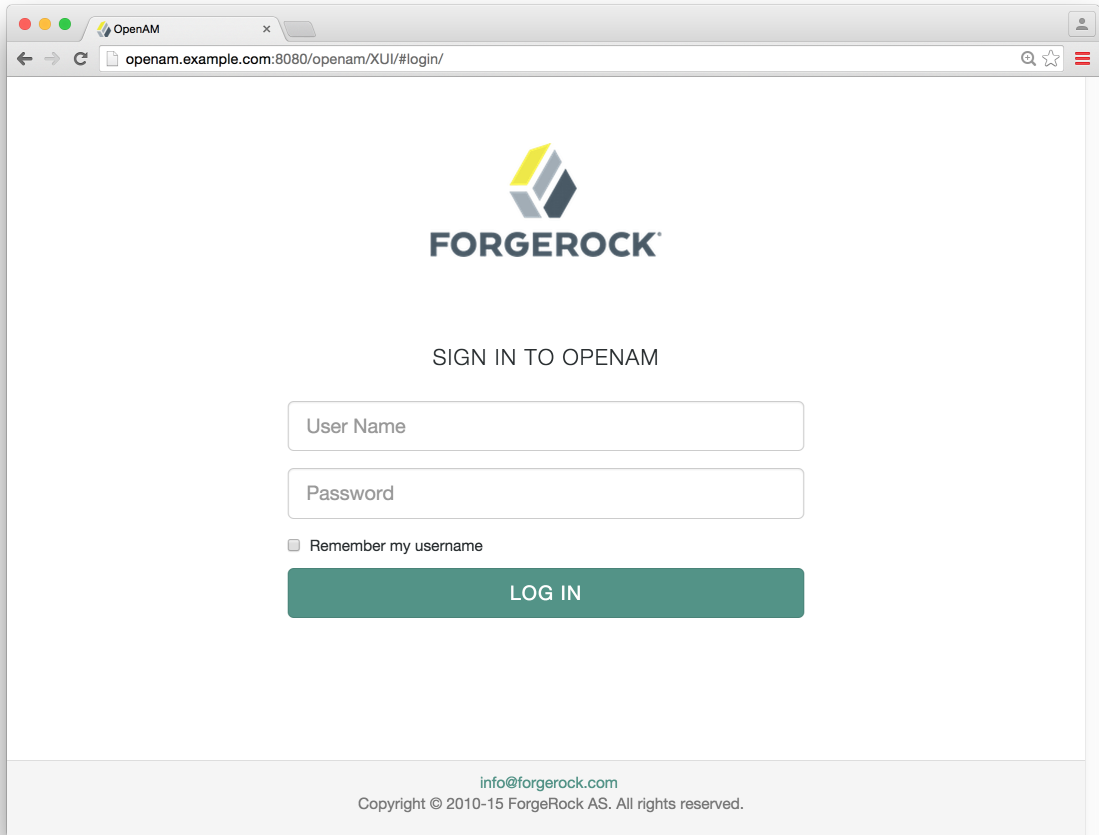 OpenAM
openam.example.com:8080/openam/XUI/#login/
FORGEROCK
SIGN IN TO OPENAM
User Name
Password
Remember my username
LOG IN
info@forgerock.com
Copyright © 2010-15 ForgeRock AS. All rights reserved.